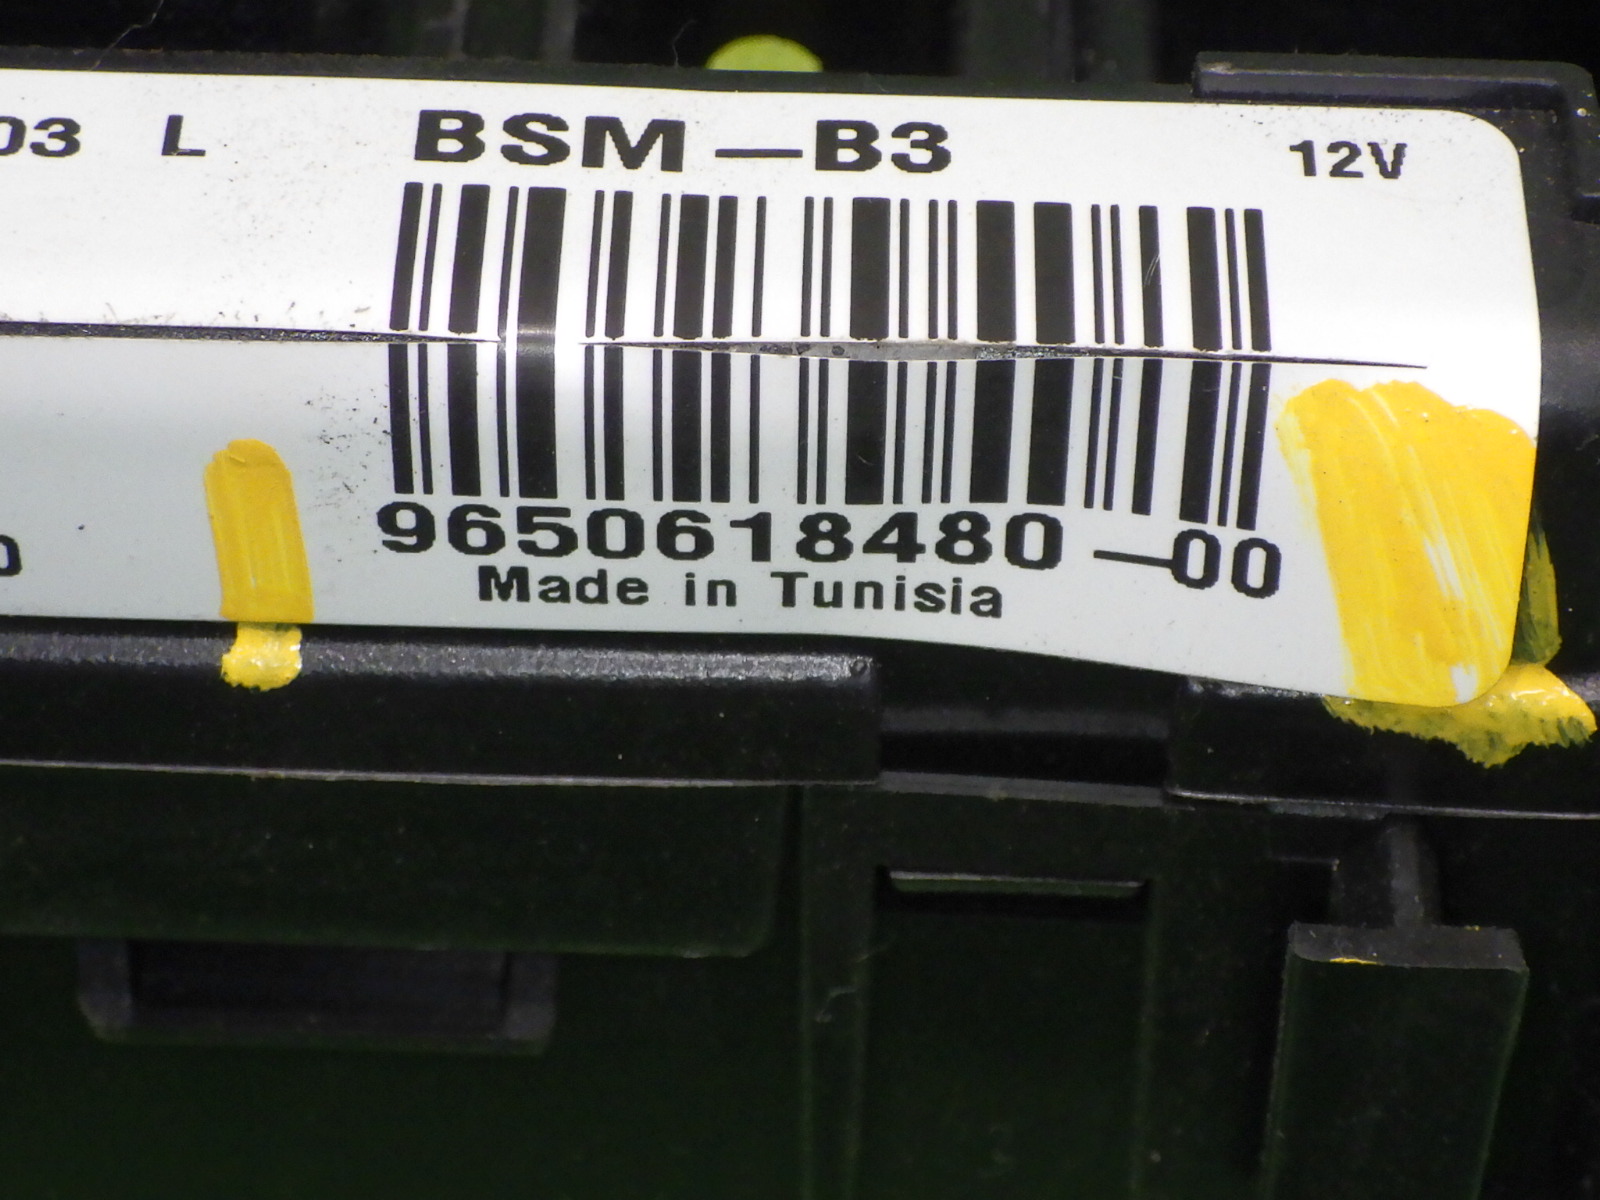 03 L BSM-B3 12V
9650618480-00
Made in Tunisia
0